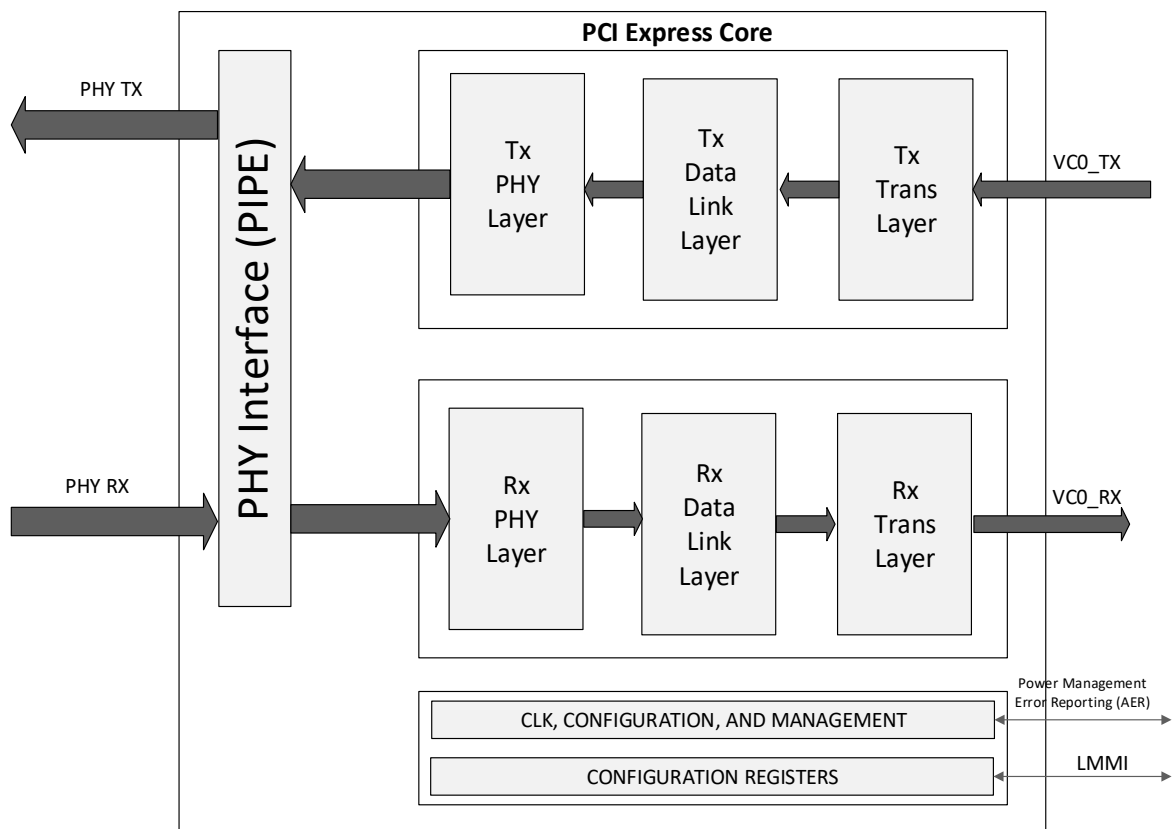 PCI Express Core
PHY TX
PHY Interface (PIPE)
Tx
PHY
Layer
Tx
Data
Link
Layer
Tx
Trans
Layer
VC0_TX
PHY RX
Rx
PHY
Layer
Rx
Data
Link
Layer
Rx
Trans
Layer
VC0_RX
Power Management
Error Reporting (AER)
CLK, CONFIGURATION, AND MANAGEMENT
LMMI
CONFIGURATION REGISTERS